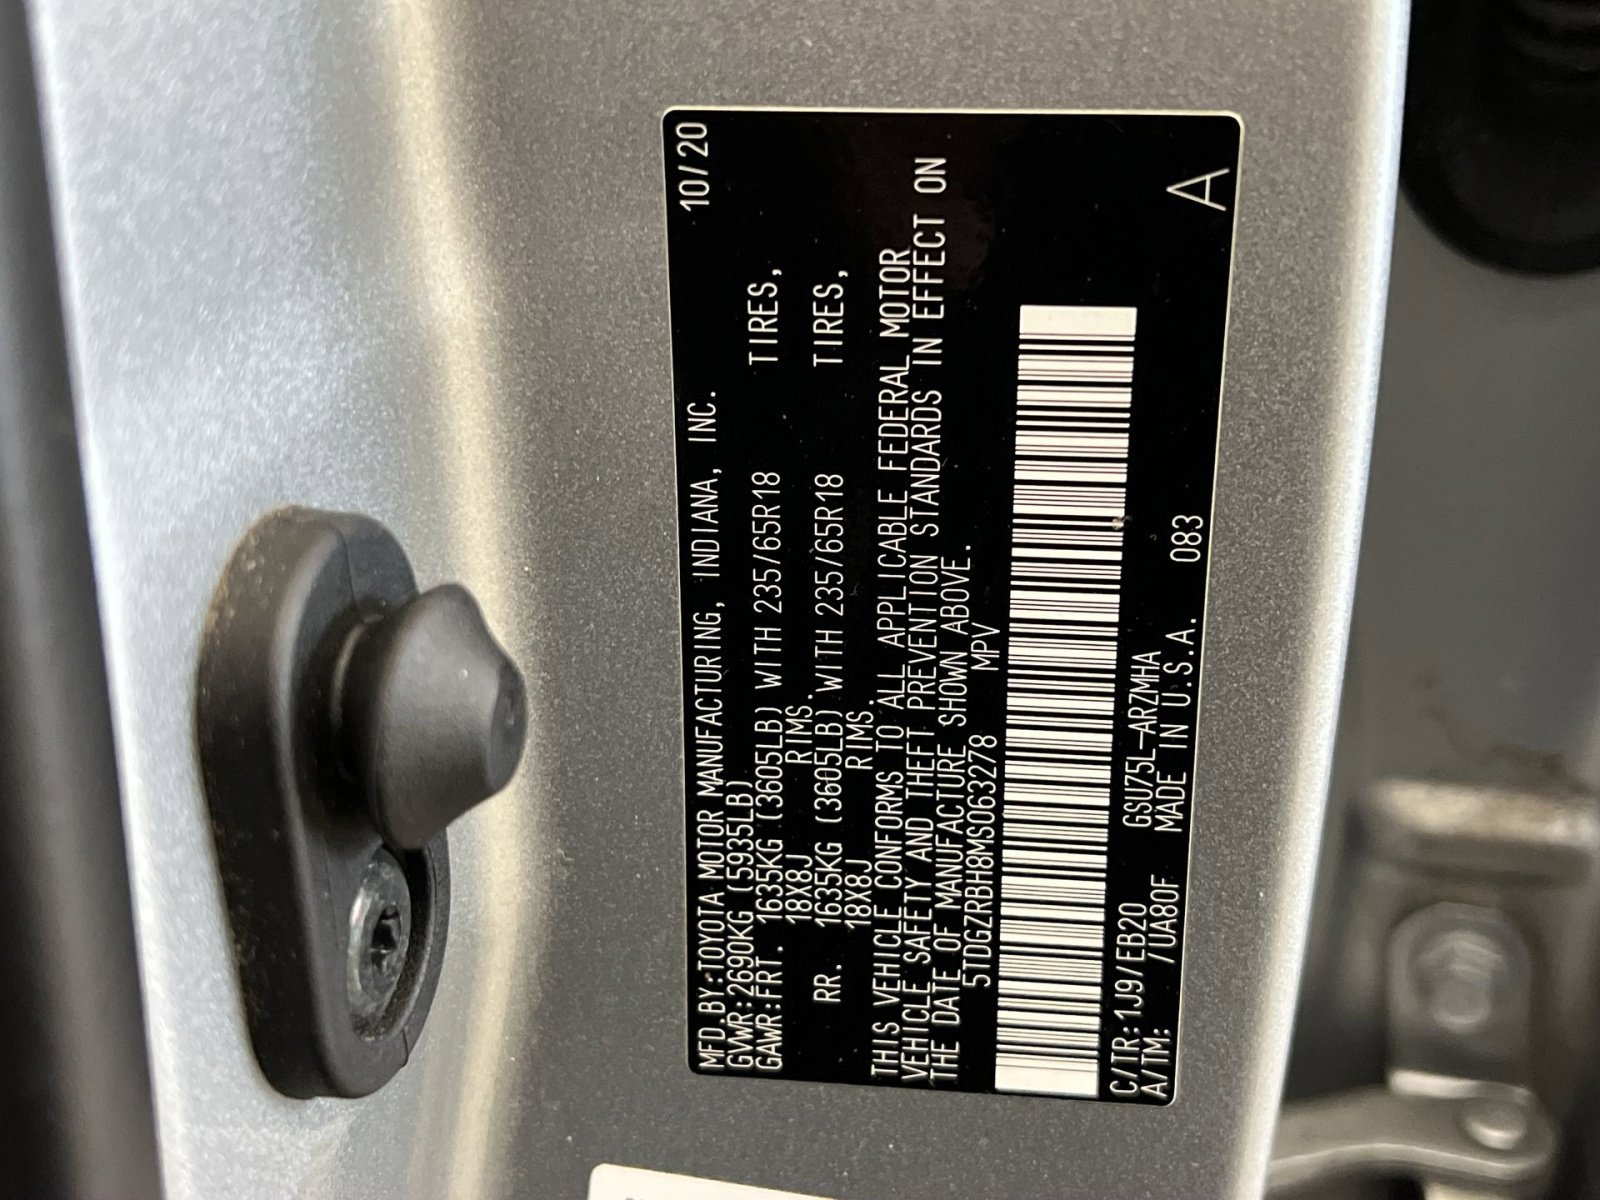 MFD.BY:TOYOTA MOTOR MANUFACTURING, INDIANA, INC. 10/20
GVWR:2690KG (5935LB)
GAWR:FRT. 1635KG (3605LB) WITH 235/65R18 TIRES,
18X8J RIMS.
RR. 1635KG (3605LB) WITH 235/65R18 TIRES,
18X8J RIMS.
THIS VEHICLE CONFORMS TO ALL APPLICABLE FEDERAL MOTOR
VEHICLE SAFETY AND THEFT PREVENTION STANDARDS IN EFFECT ON
THE DATE OF MANUFACTURE SHOWN ABOVE.
5TDGZRBH8MS063278 MPV
C/TR:1J9/EB20 GSU75L-ARZMHA
A/TM: /UA80F MADE IN U.S.A. 083 A